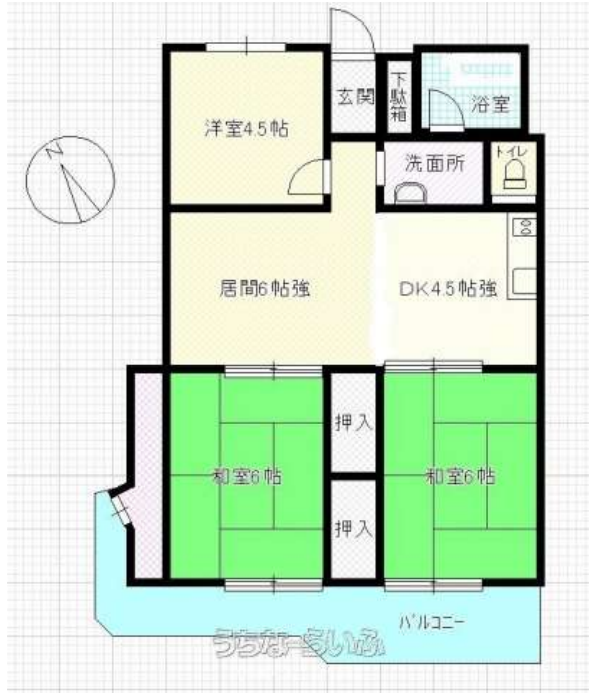 玄関
下駄箱
浴室
洋室4.5帖
洗面所
トイレ
N
居間6帖強
DK4.5帖強
押入
和室6帖
和室6帖
押入
バルコニー
うちなーらいふ